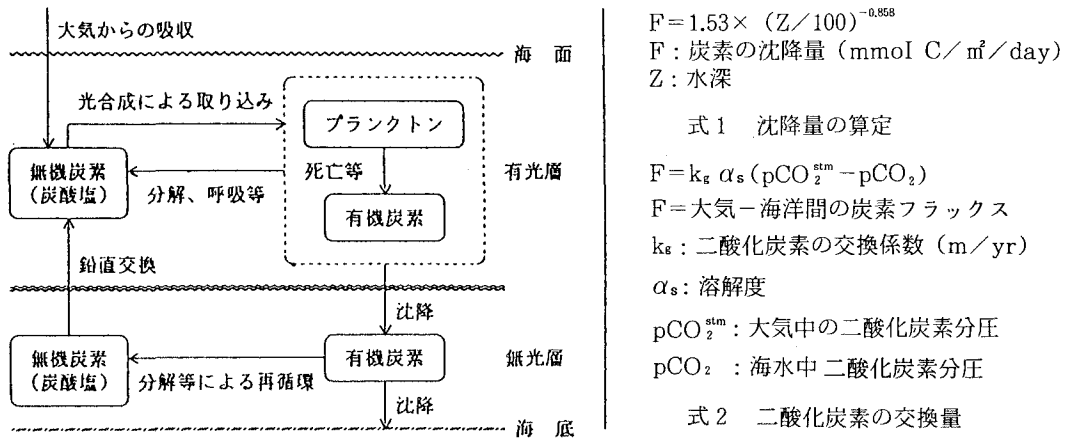 大気からの吸収
海 面
光合成による取り込み
プランクトン
無機炭素
(炭酸塩)
死亡等
有光層
分解、呼吸等
有機炭素
鉛直交換
沈降
無機炭素
(炭酸塩)
有機炭素
無光層
分解等による再循環
沈降
海 底
F=1.53× (Z/100)^-0.858
F:炭素の沈降量 (mmol C/㎡/day)
Z:水深
式1 沈降量の算定
F=kg αs(pCO₂^stm-pCO₂)
F=大気-海洋間の炭素フラックス
kg:二酸化炭素の交換係数 (m/yr)
αs:溶解度
pCO₂^stm:大気中の二酸化炭素分圧
pCO₂ :海水中 二酸化炭素分圧
式2 二酸化炭素の交換量